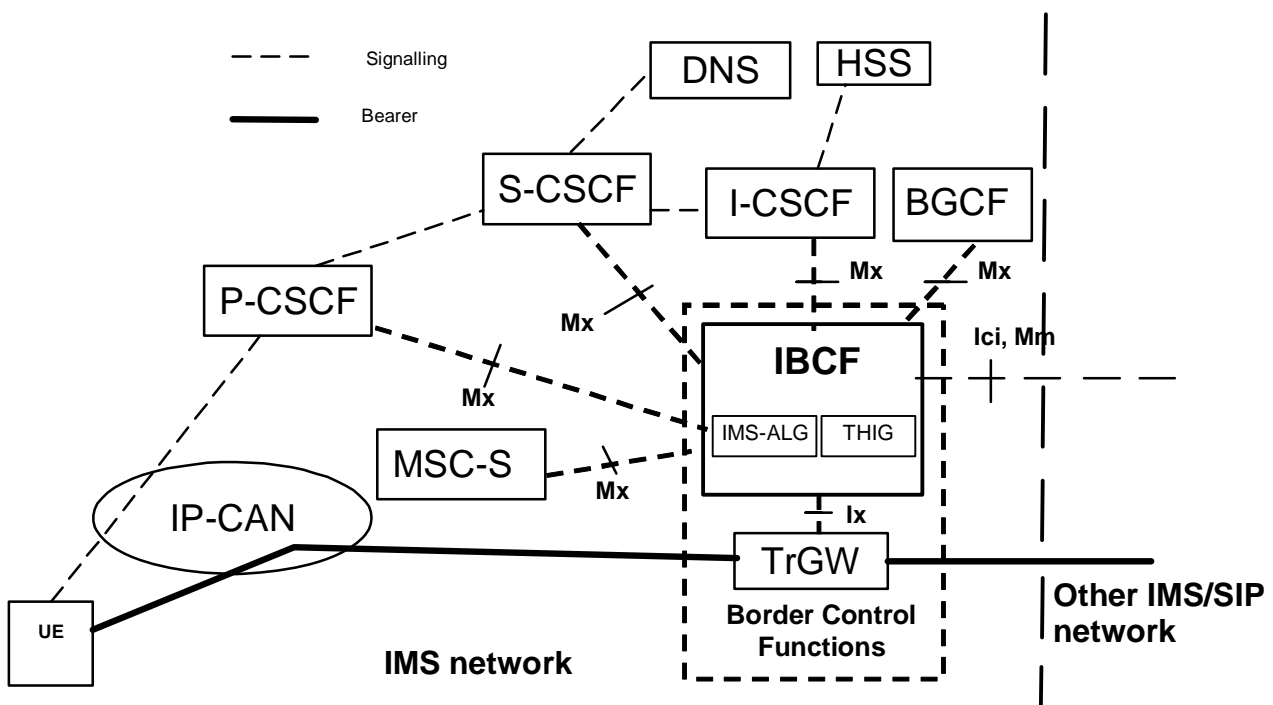 Signalling
DNS
HSS
Bearer
S-CSCF
I-CSCF
BGCF
Mx
Mx
P-CSCF
Mx
Ici, Mm
IBCF
Mx
IMS-ALG
THIG
MSC-S
Mx
IP-CAN
Ix
TrGW
Other IMS/SIP
network
UE
Border Control
Functions
IMS network